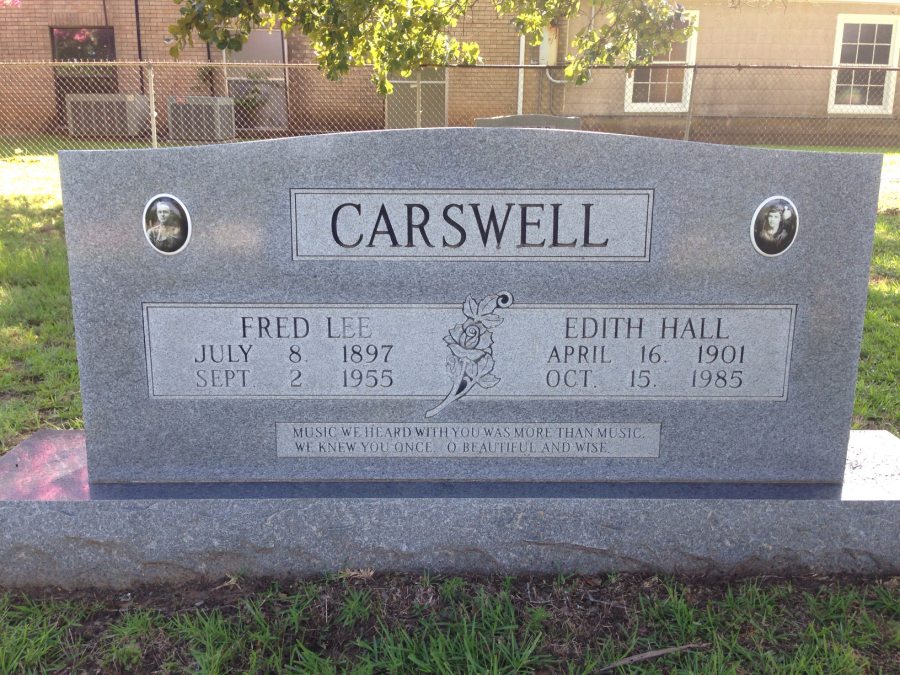 CARSWELL
FRED LEE
JULY 8. 1897
SEPT. 2 1955
EDITH HALL
APRIL 16. 1901
OCT. 15. 1985
MUSIC WE HEARD WITH YOU WAS MORE THAN MUSIC.
WE KNEW YOU ONCE. O BEAUTIFUL AND WISE.